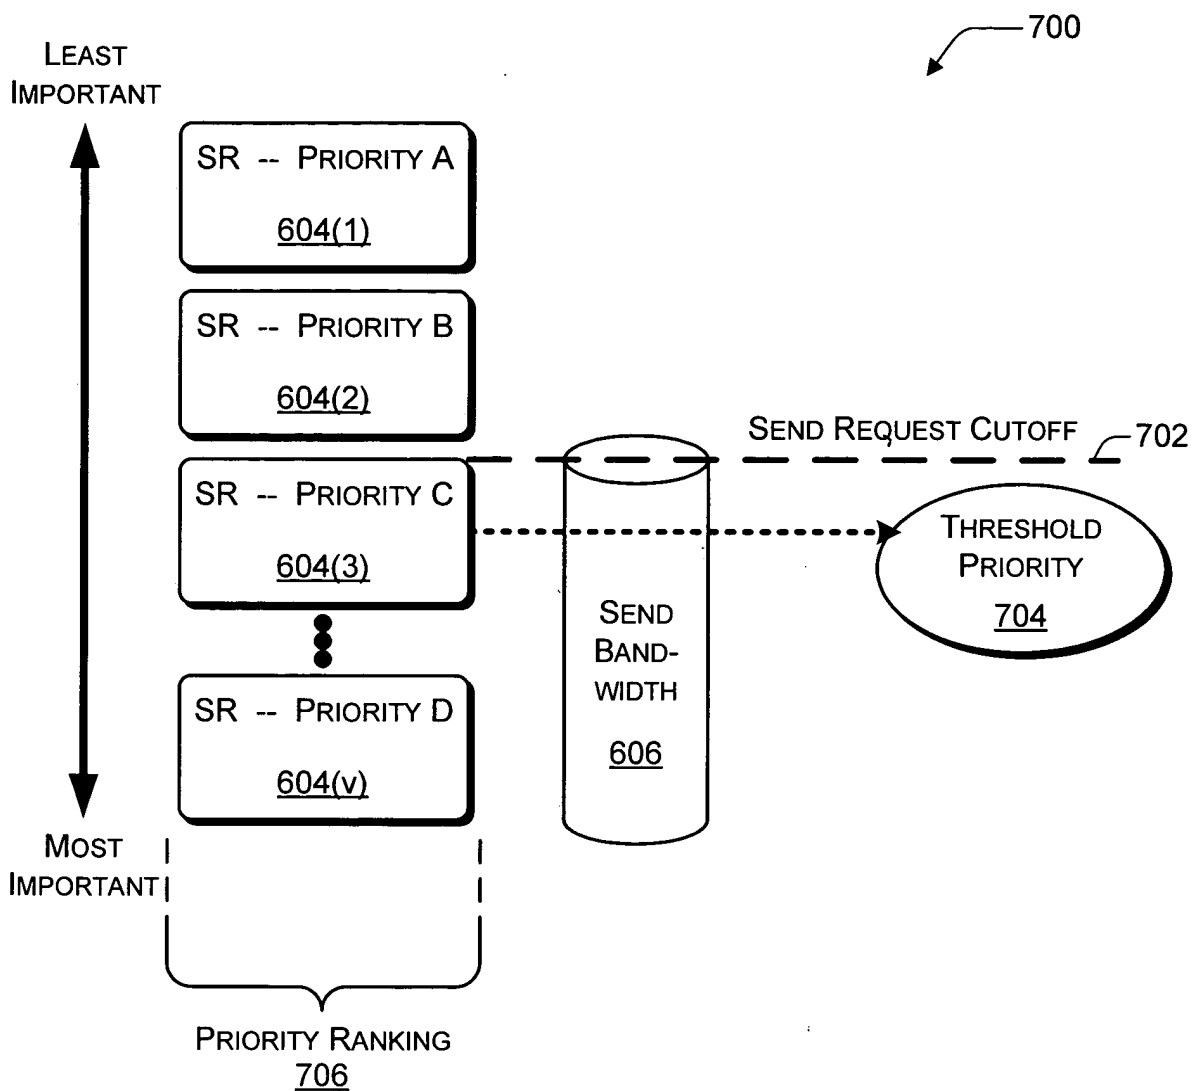 700
LEAST
IMPORTANT
SR -- PRIORITY A
604(1)
SR -- PRIORITY B
604(2)
SEND REQUEST CUTOFF
702
SR -- PRIORITY C
604(3)
THRESHOLD
PRIORITY
704
SEND
BAND-
WIDTH
606
SR -- PRIORITY D
604(v)
MOST
IMPORTANT
PRIORITY RANKING
706